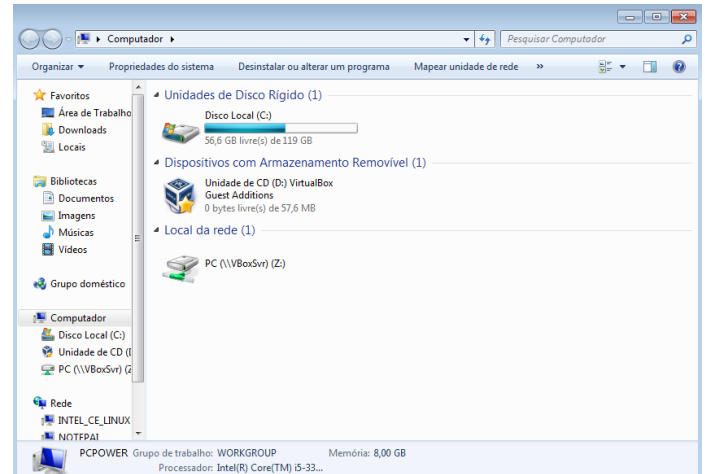 Computador
Pesquisar Computador
Organizar
Propriedades do sistema
Desinstalar ou alterar um programa
Mapear unidade de rede
»
Favoritos
Área de Trabalho
Downloads
Locais
Bibliotecas
Documentos
Imagens
Músicas
Vídeos
Grupo doméstico
Computador
Disco Local (C:)
Unidade de CD (
PC (\\VBoxSvr) (
Rede
INTEL_CE_LINUX
NOTEPAI
Unidades de Disco Rígido (1)
Disco Local (C:)
56,6 GB livre(s) de 119 GB
Dispositivos com Armazenamento Removível (1)
Unidade de CD (D:) VirtualBox
Guest Additions
0 bytes livre(s) de 57,6 MB
Local da rede (1)
PC (\\VBoxSvr) (Z:)
PCPOWER Grupo de trabalho: WORKGROUP Memória: 8,00 GB
Processador: Intel(R) Core(TM) i5-33...